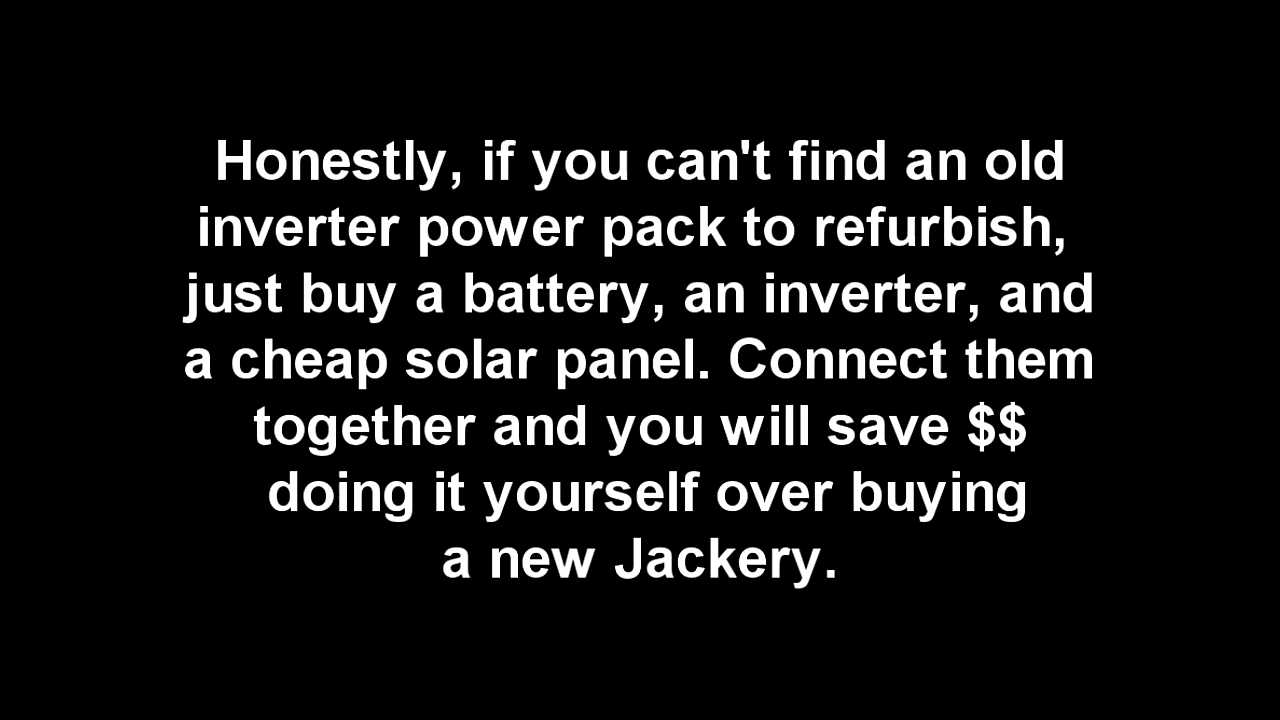 Honestly, if you can't find an old
inverter power pack to refurbish,
just buy a battery, an inverter, and
a cheap solar panel. Connect them
together and you will save $$
doing it yourself over buying
a new Jackery.